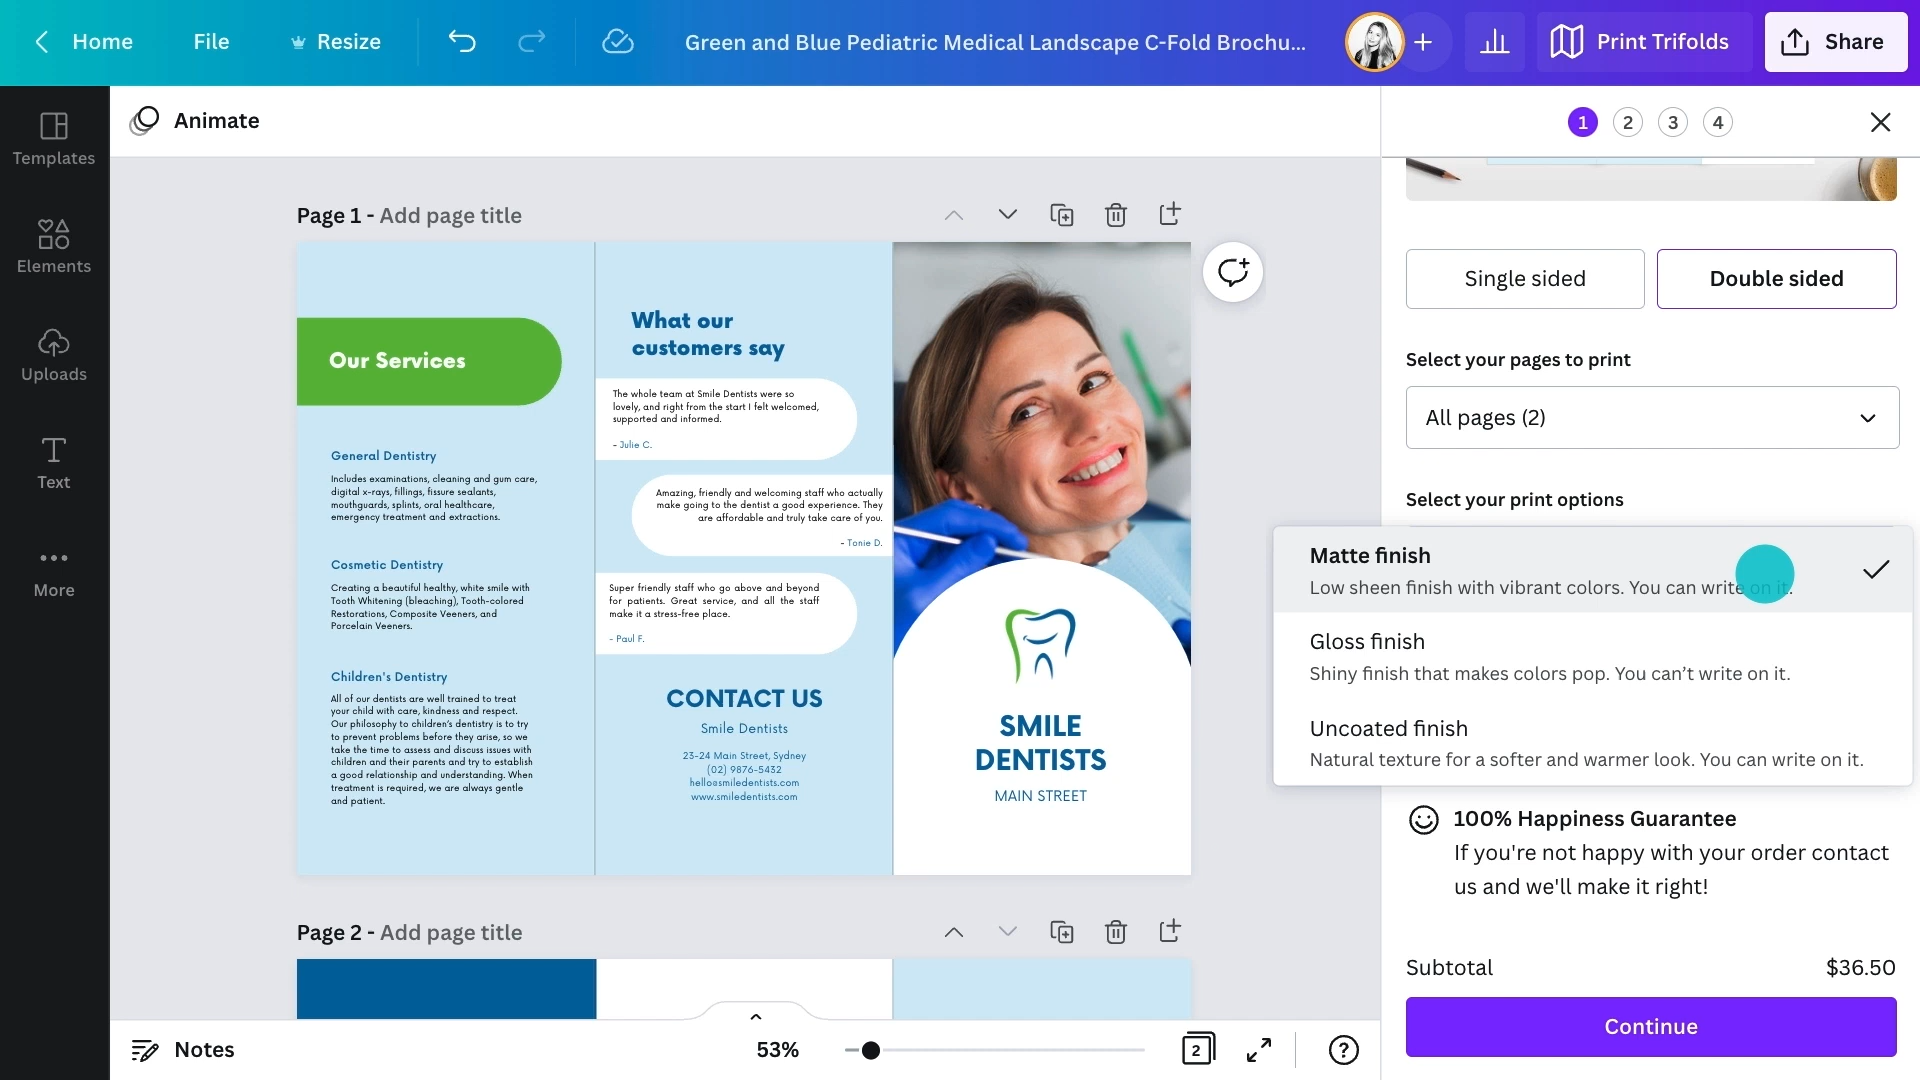 Home
File
Resize
Green and Blue Pediatric Medical Landscape C-Fold Brochu...
Print Trifolds
Share
Templates
Elements
Uploads
Text
More
Animate
1 2 3 4
Page 1 - Add page title
Our Services
General Dentistry
Includes examinations, cleaning and gum care,
digital x-rays, fillings, fissure sealants,
mouthguards, splints, oral healthcare,
emergency treatment and extractions.
Cosmetic Dentistry
Creating a beautiful healthy, white smile with
Tooth Whitening (bleaching), Tooth-colored
Restorations, Composite Veneers, and
Porcelain Veneers.
Children's Dentistry
All of our dentists are well trained to treat
your child with care, kindness and respect.
Our philosophy to children's dentistry is to try
to prevent problems before they arise, so we
take the time to assess and discuss issues with
children and their parents and try to establish
a good relationship and understanding. When
treatment is required, we are always gentle
and patient.
What our
customers say
The whole team at Smile Dentists were so
lovely, and right from the start I felt welcomed,
supported and informed.
- Julie C.
Amazing, friendly and welcoming staff who actually
make going to the dentist a good experience. They
are affordable and truly take care of you.
- Tonie D.
Super friendly staff who go above and beyond
for patients. Great service, and all the staff
make it a stress-free place.
- Paul F.
CONTACT US
Smile Dentists
23-24 Main Street, Sydney
(02) 9876-5432
hello@smiledentists.com
www.smiledentists.com
SMILE
DENTISTS
MAIN STREET
Page 2 - Add page title
Notes
53%
2
?
Single sided
Double sided
Select your pages to print
All pages (2)
Select your print options
Matte finish
Low sheen finish with vibrant colors. You can write on it.
Gloss finish
Shiny finish that makes colors pop. You can’t write on it.
Uncoated finish
Natural texture for a softer and warmer look. You can write on it.
100% Happiness Guarantee
If you're not happy with your order contact
us and we'll make it right!
Subtotal
$36.50
Continue